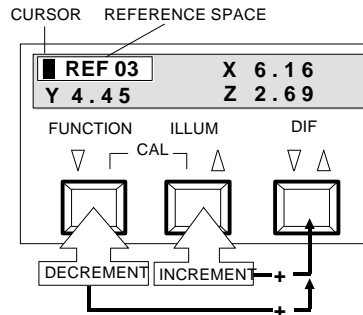 CURSOR REFERENCE SPACE
REF 03 X 6.16
Y 4.45 Z 2.69
FUNCTION ILLUM DIF
CAL
DECREMENT INCREMENT +
+